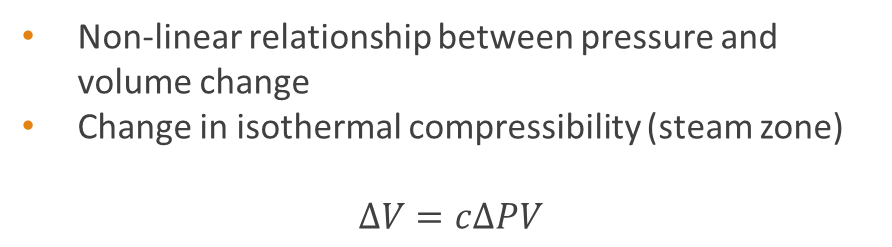 • Non-linear relationship between pressure and
volume change
• Change in isothermal compressibility (steam zone)
ΔV = cΔPV